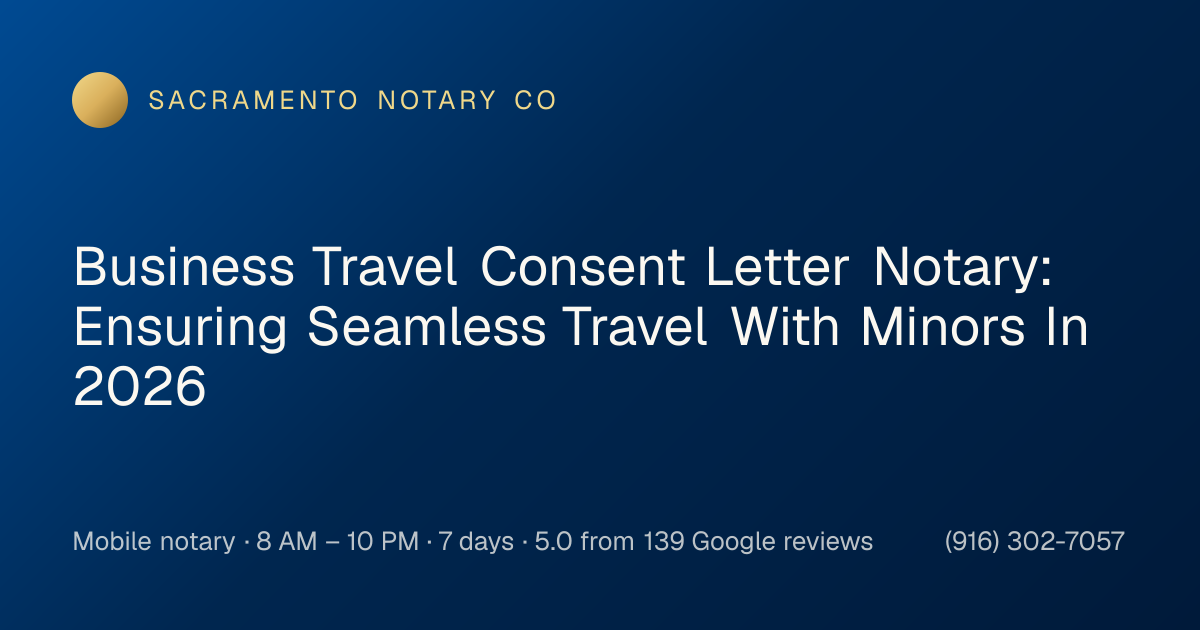 SACRAMENTO NOTARY CO
Business Travel Consent Letter Notary:
Ensuring Seamless Travel With Minors In
2026
Mobile notary · 8 AM – 10 PM · 7 days · 5.0 from 139 Google reviews
(916) 302-7057